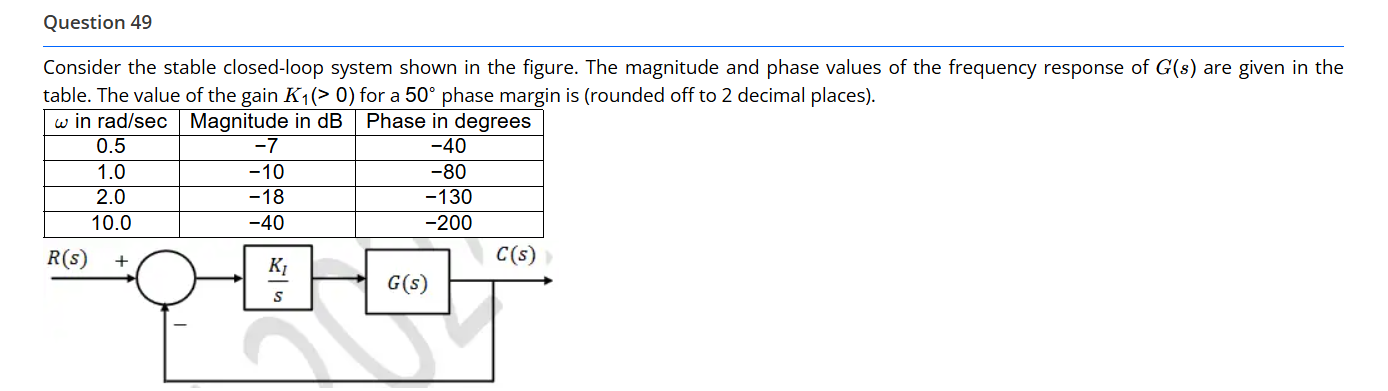 Question 49
Consider the stable closed-loop system shown in the figure. The magnitude and phase values of the frequency response of G(s) are given in the
table. The value of the gain K₁(> 0) for a 50° phase margin is (rounded off to 2 decimal places).
ω in rad/sec Magnitude in dB Phase in degrees
0.5 −7 −40
1.0 −10 −80
2.0 −18 −130
10.0 −40 −200
R(s) + K_I/s G(s) C(s)
−